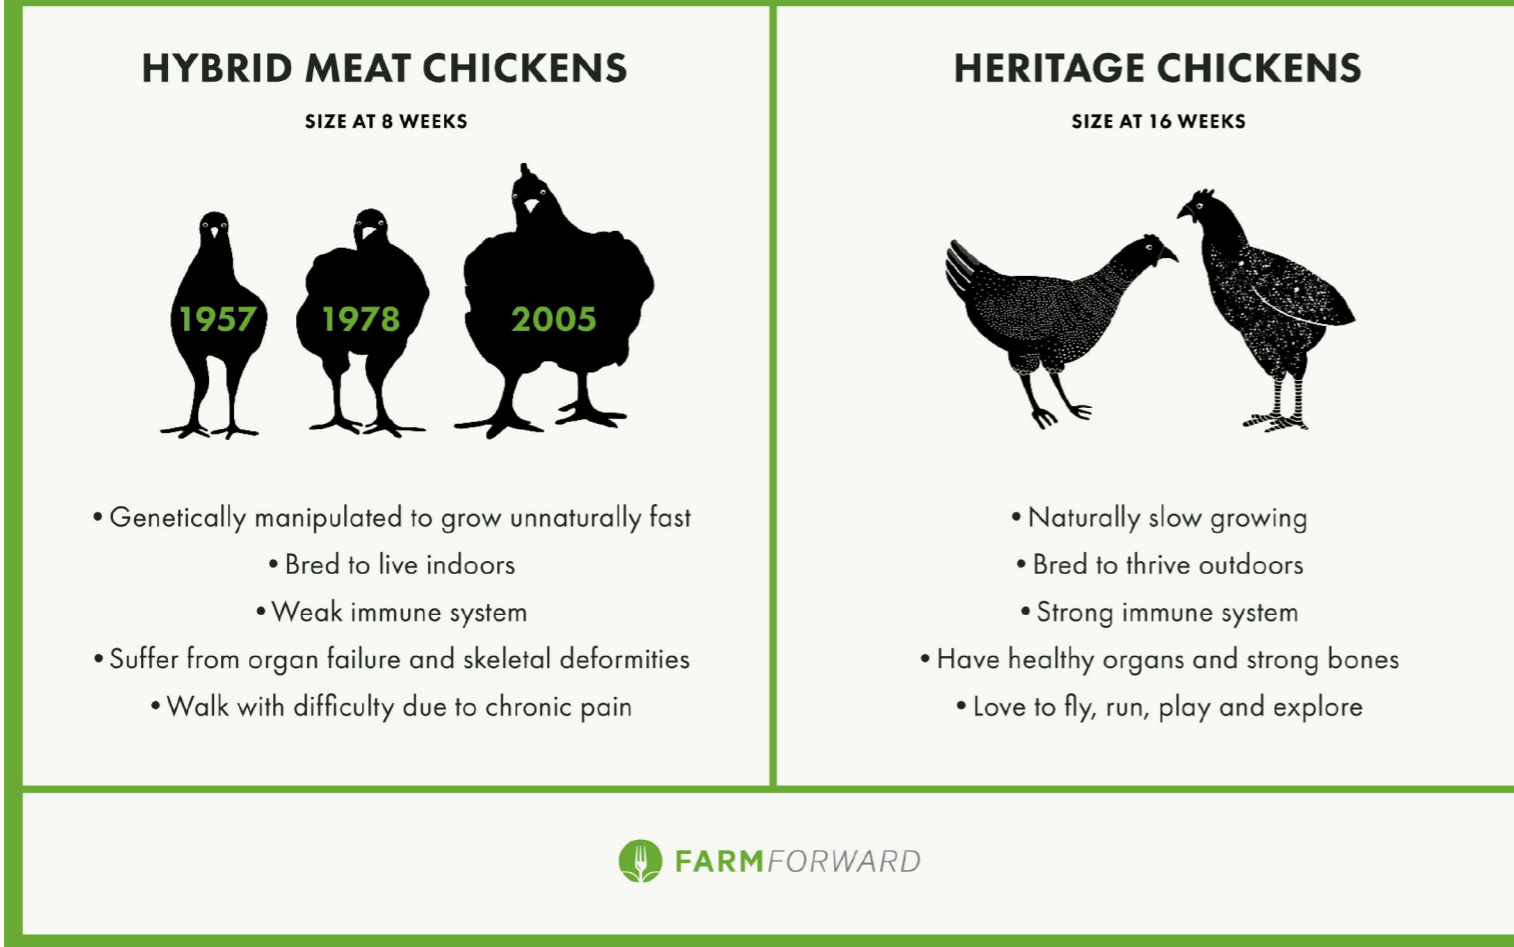 HYBRID MEAT CHICKENS
SIZE AT 8 WEEKS
1957
1978
2005
• Genetically manipulated to grow unnaturally fast
• Bred to live indoors
• Weak immune system
• Suffer from organ failure and skeletal deformities
• Walk with difficulty due to chronic pain
HERITAGE CHICKENS
SIZE AT 16 WEEKS
• Naturally slow growing
• Bred to thrive outdoors
• Strong immune system
• Have healthy organs and strong bones
• Love to fly, run, play and explore
FARMFORWARD